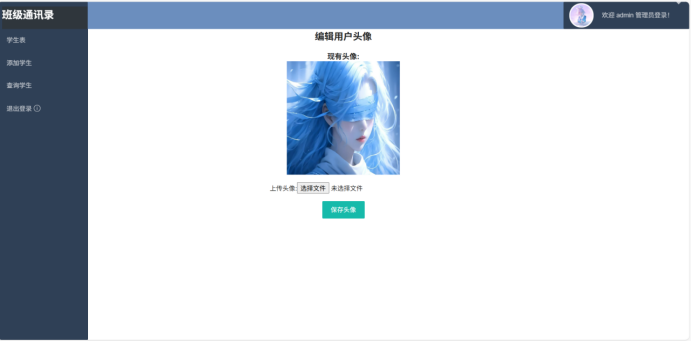 班级通讯录
欢迎 admin 管理员登录!
学生表
添加学生
查询学生
退出登录
编辑用户头像
现有头像:
上传头像: 选择文件 未选择文件
保存头像